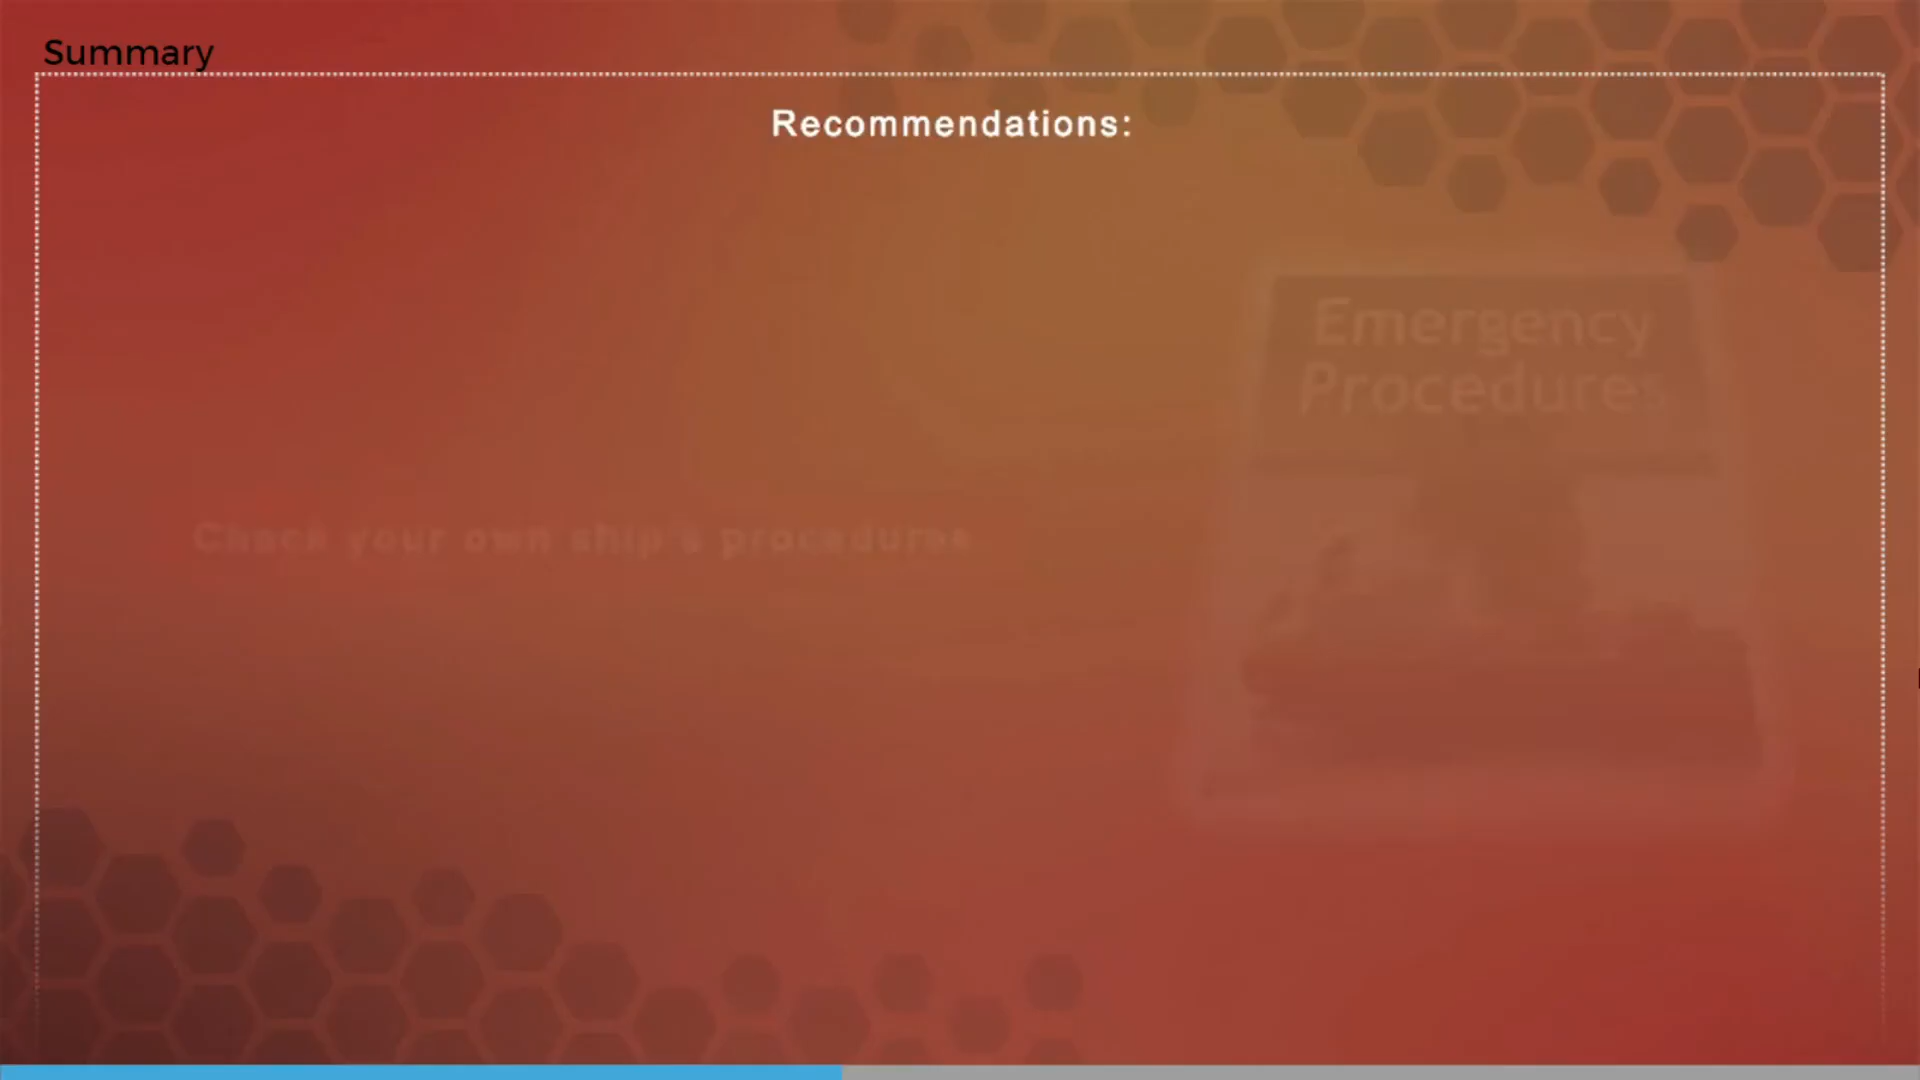 Summary
Recommendations:
Emergency
Procedures
Check your own ship's procedures